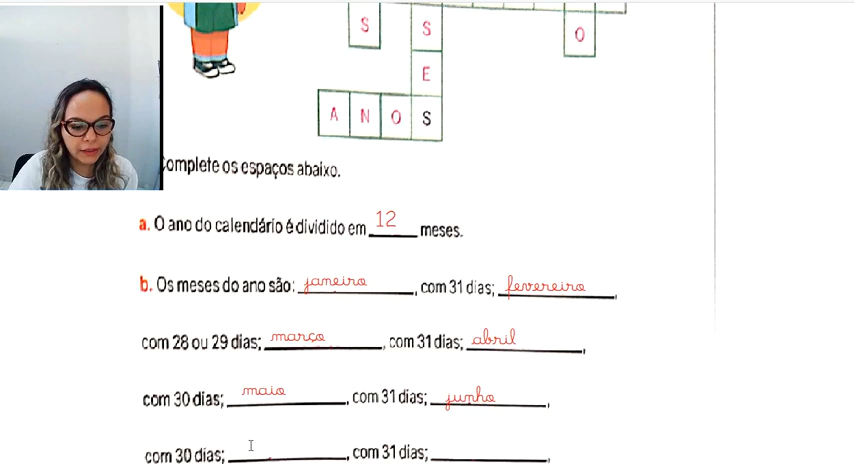 S S O
E
A N O S
Complete os espaços abaixo.
a. O ano do calendário é dividido em 12 meses.
b. Os meses do ano são: janeiro, com 31 dias; fevereiro,
com 28 ou 29 dias; março, com 31 dias; abril,
com 30 dias; maio, com 31 dias; junho,
com 30 dias; ________, com 31 dias; ________,